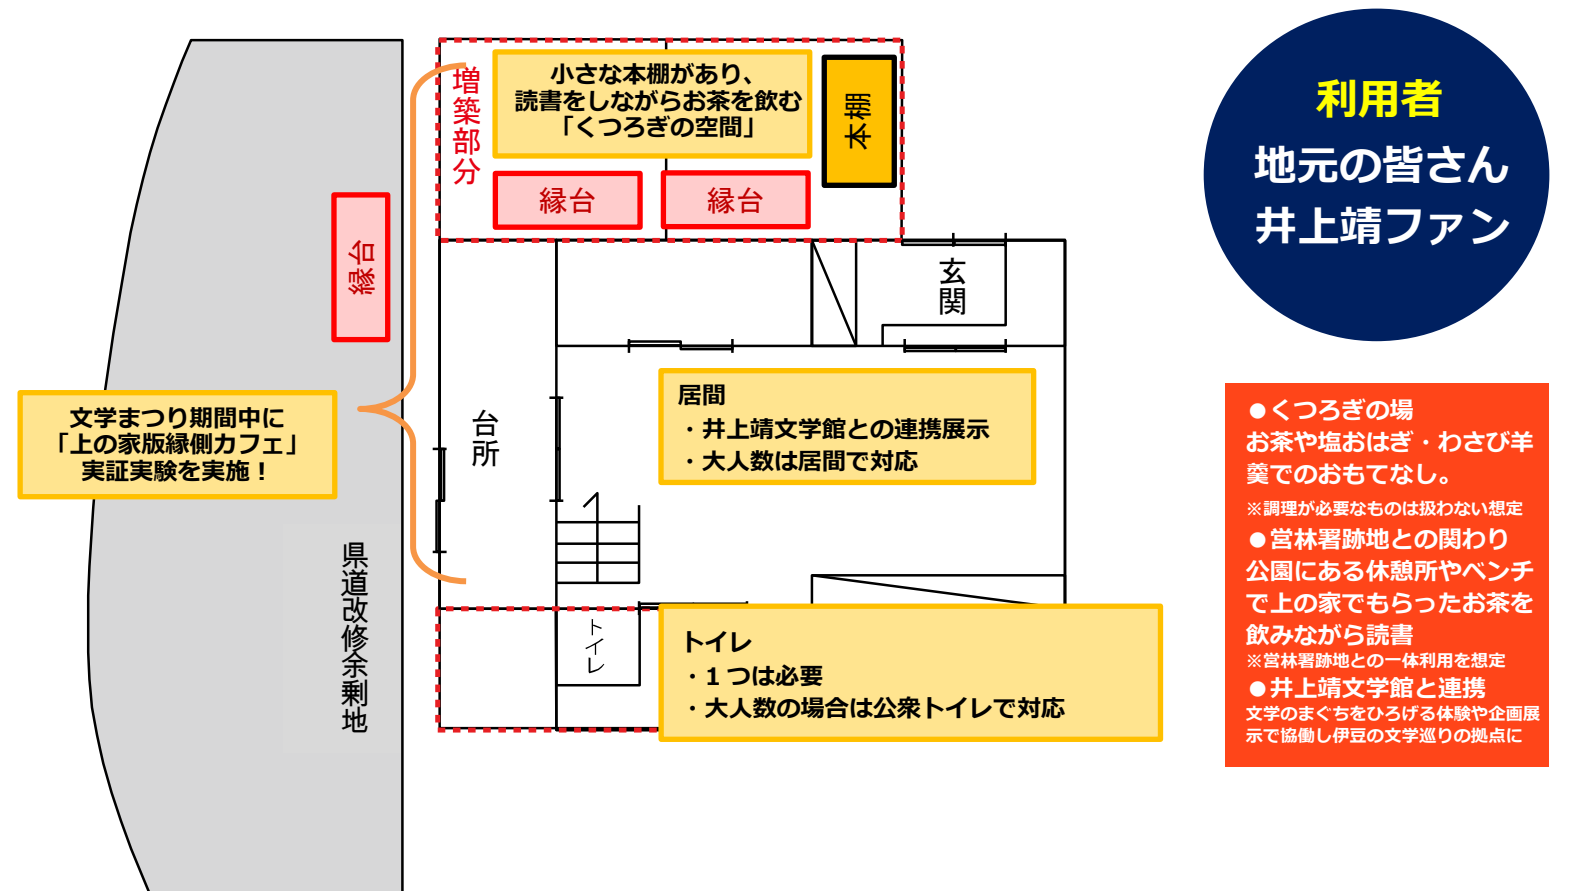 増築部分
小さな本棚があり、
読書をしながらお茶を飲む
「くつろぎの空間」
本棚
縁台
縁台
縁台
玄関
文学まつり期間中に
「上の家版縁側カフェ」
実証実験を実施！
台所
居間
・井上靖文学館との連携展示
・大人数は居間で対応
県道改修余剰地
トイレ
トイレ
・１つは必要
・大人数の場合は公衆トイレで対応
利用者
地元の皆さん
井上靖ファン
●くつろぎの場
お茶や塩おはぎ・わさび羊
羹でのおもてなし。
※調理が必要なものは扱わない想定
●営林署跡地との関わり
公園にある休憩所やベンチ
で上の家でもらったお茶を
飲みながら読書
※営林署跡地との一体利用を想定
●井上靖文学館と連携
文学のまぐちをひろげる体験や企画展
示で協働し伊豆の文学巡りの拠点に